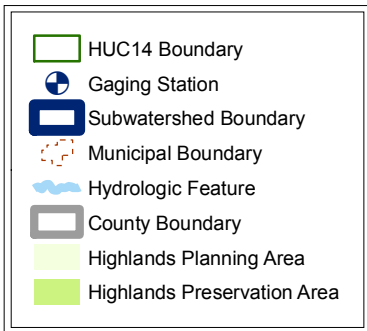 HUC14 Boundary
Gaging Station
Subwatershed Boundary
Municipal Boundary
Hydrologic Feature
County Boundary
Highlands Planning Area
Highlands Preservation Area